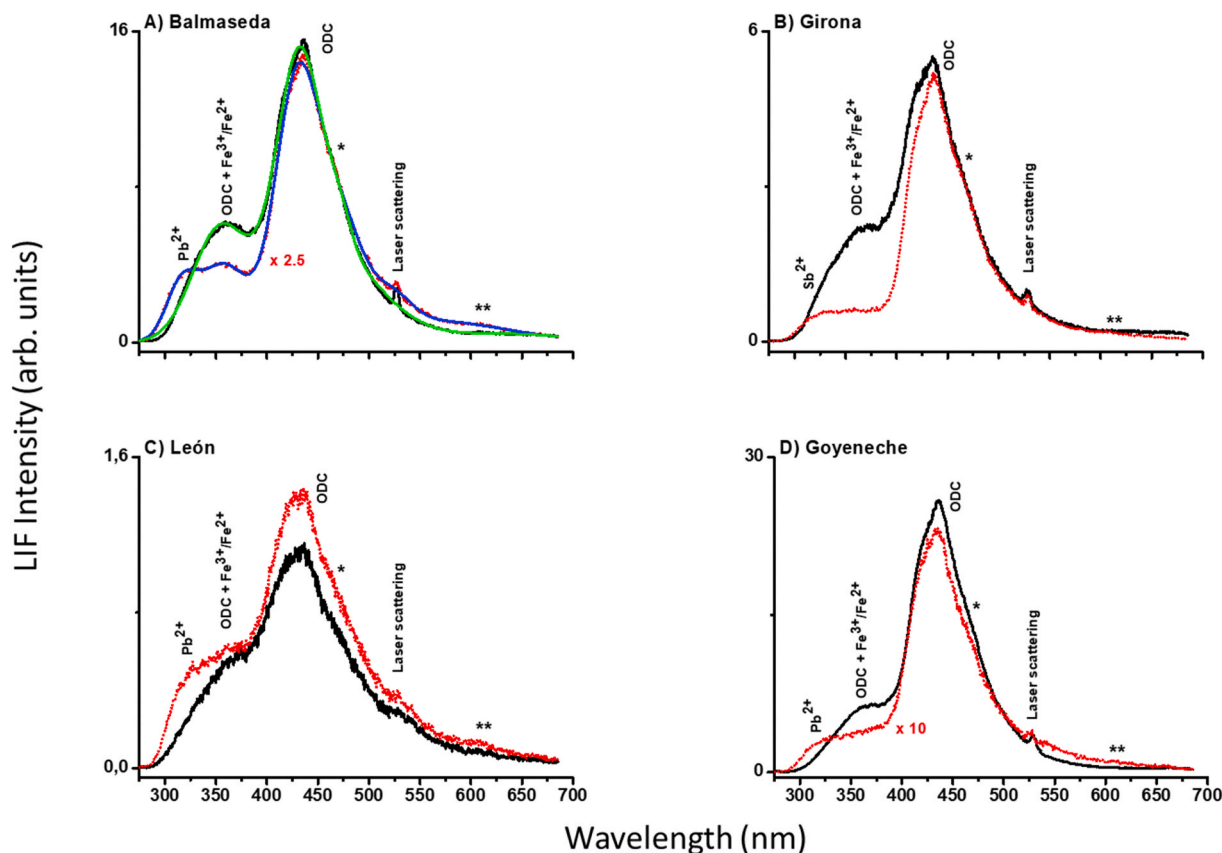 LIF Intensity (arb. units)
A) Balmaseda
16
0
Pb2+
ODC + Fe3+/Fe2+
ODC
*
Laser scattering
**
x 2.5
B) Girona
6
0
Sb2+
ODC + Fe3+/Fe2+
ODC
*
Laser scattering
**
C) León
1,6
0,0
Pb2+
ODC + Fe3+/Fe2+
ODC
*
Laser scattering
**
300 350 400 450 500 550 600 650 700
D) Goyeneche
30
0
Pb2+
ODC + Fe3+/Fe2+
ODC
*
Laser scattering
**
x 10
300 350 400 450 500 550 600 650 700
Wavelength (nm)